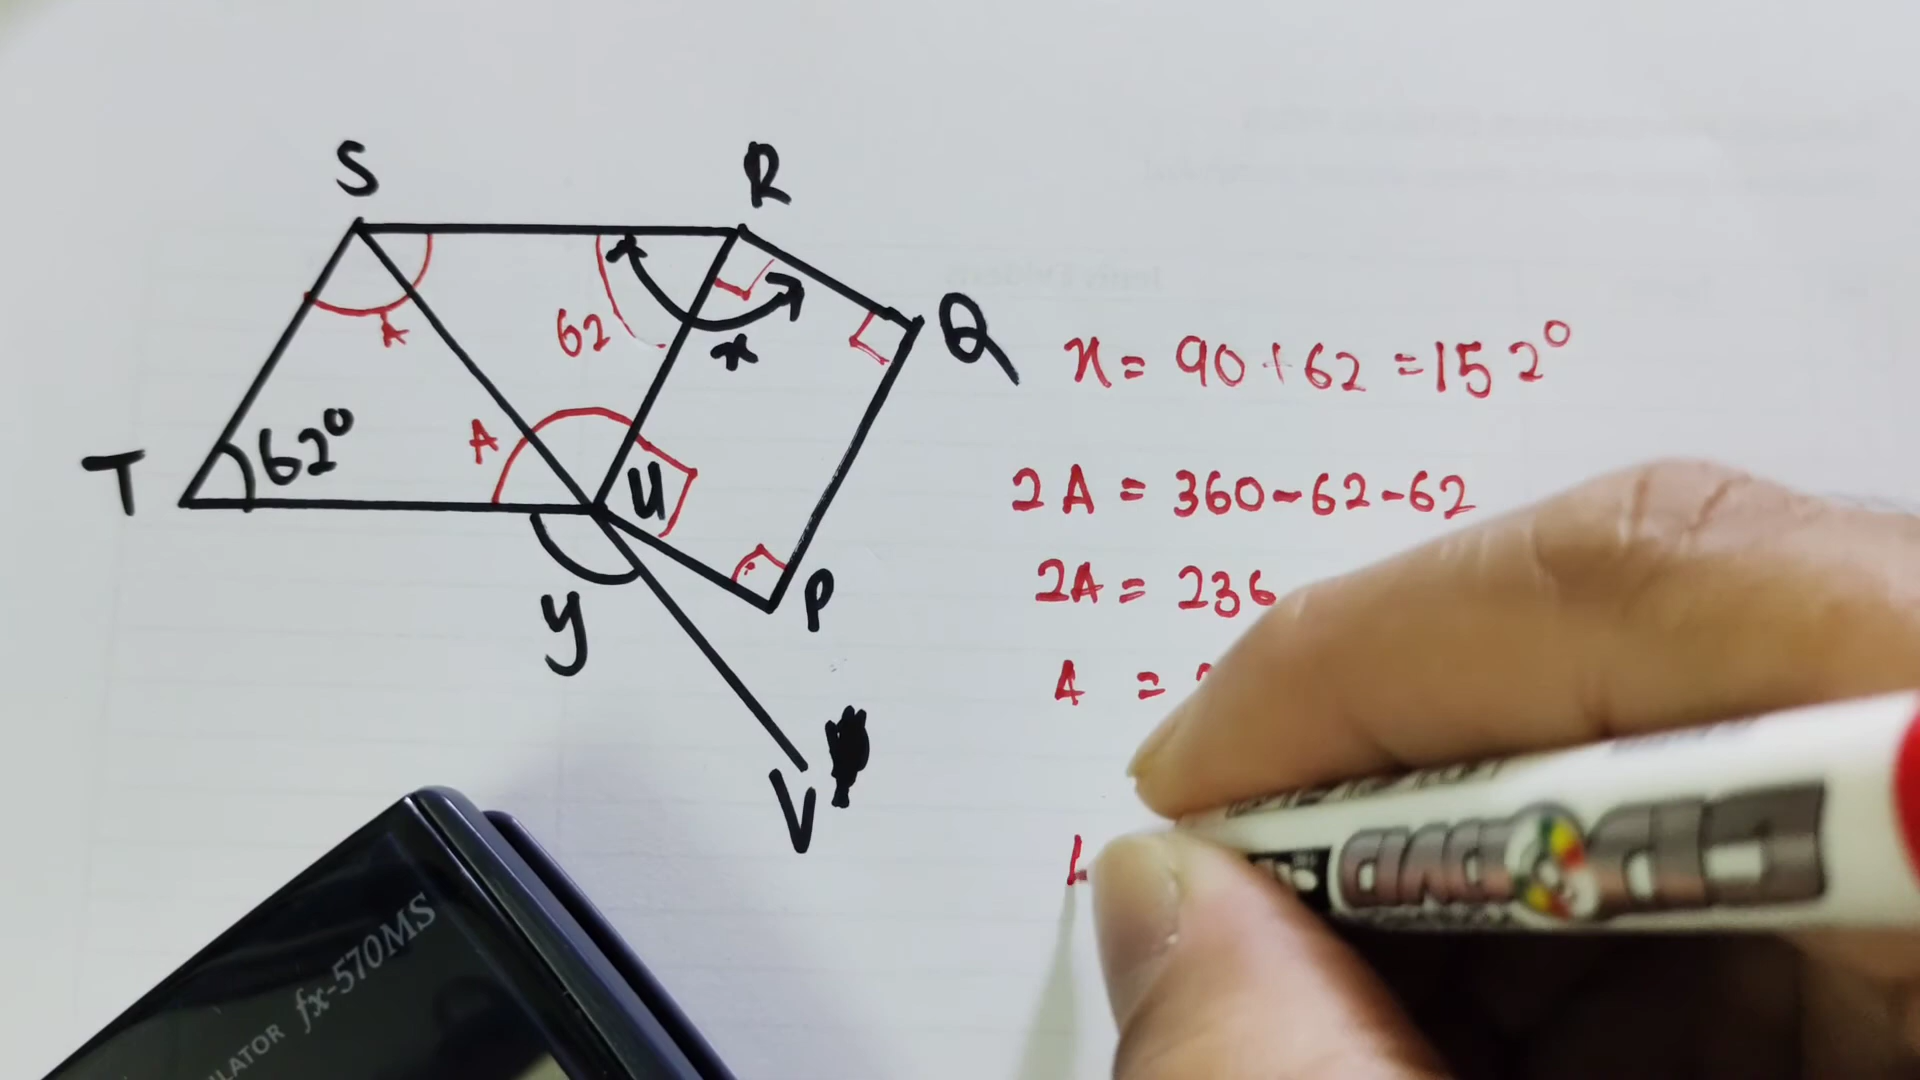 S
R
Q
A
62
x
T
62°
A
U
y
P
V
x = 90 + 62 = 152°
2A = 360 - 62 - 62
2A = 236
A =
fx-570MS